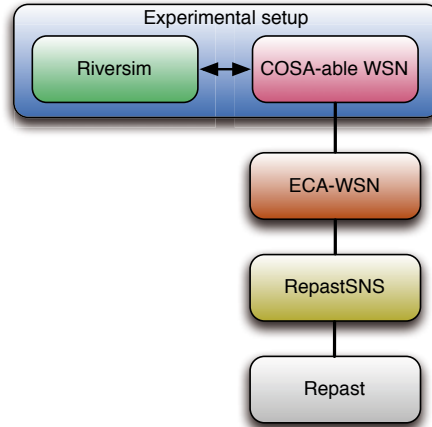 Experimental setup
Riversim
COSA-able WSN
ECA-WSN
RepastSNS
Repast